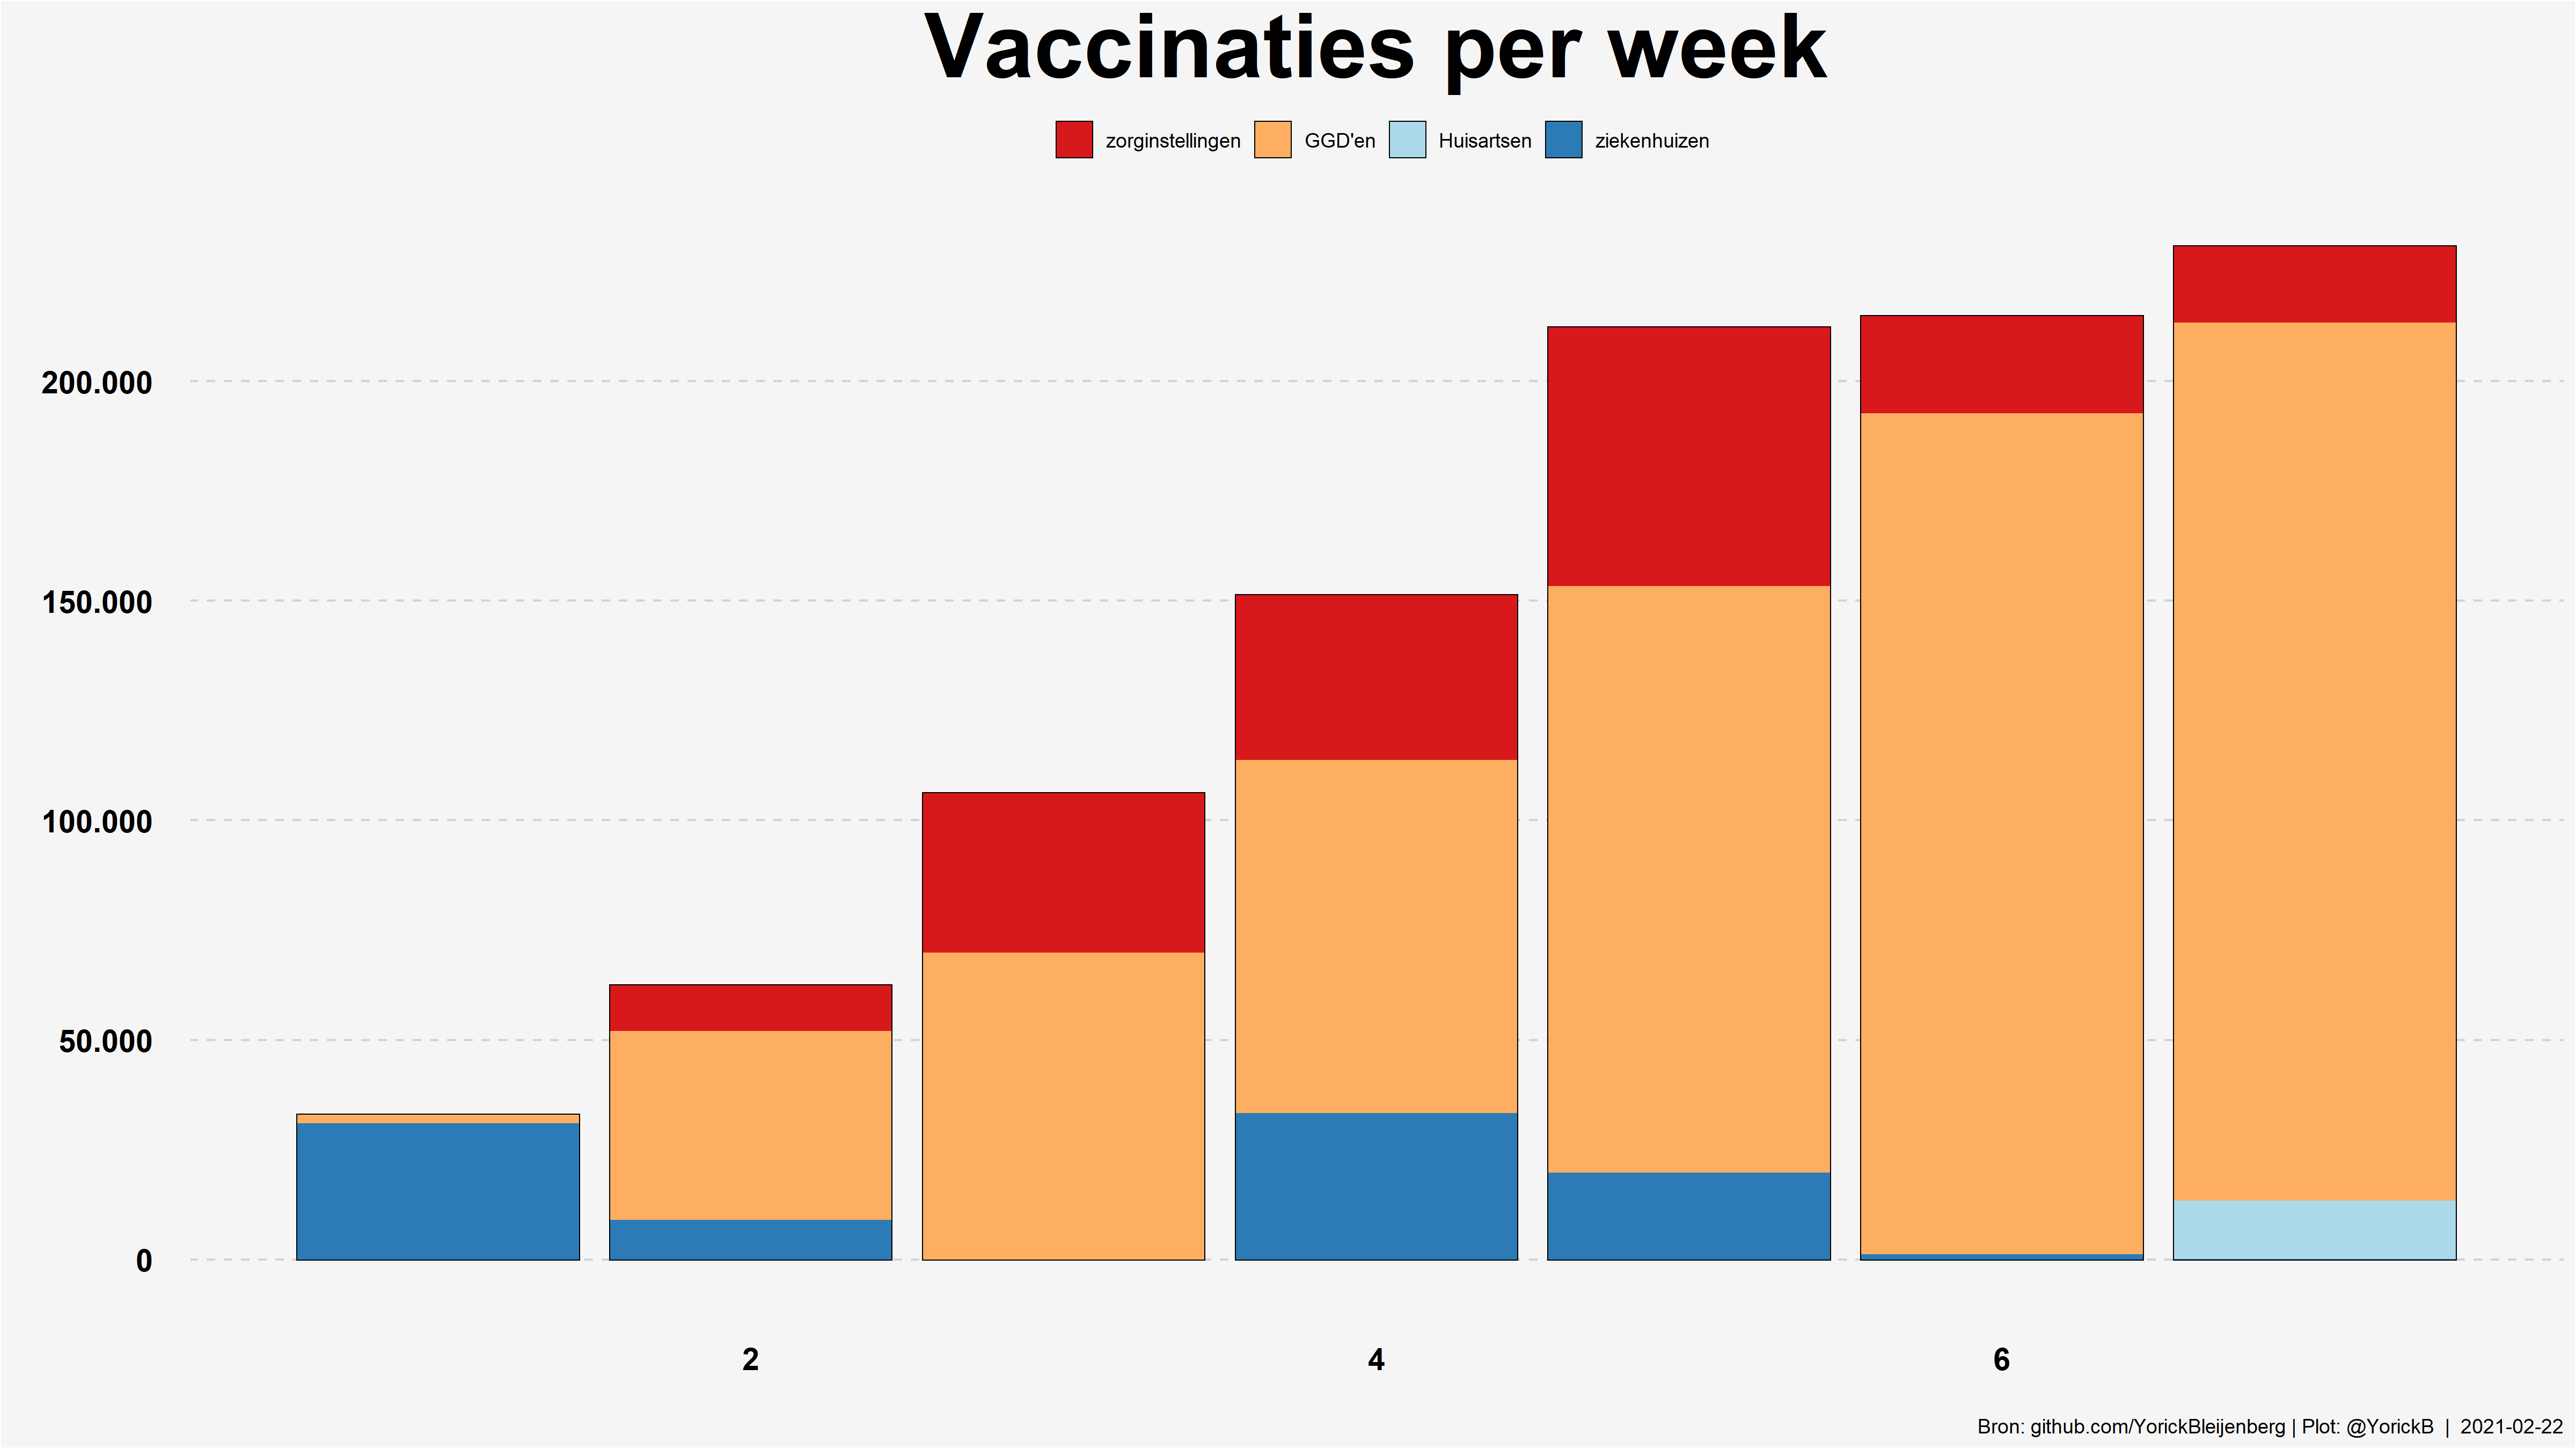 Vaccinaties per week
zorginstellingen GGD'en Huisartsen ziekenhuizen
200.000
150.000
100.000
50.000
0
2 4 6
Bron: github.com/YorickBleijenberg | Plot: @YorickB | 2021-02-22